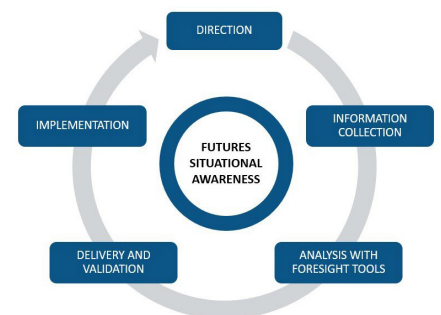 DIRECTION
INFORMATION
COLLECTION
ANALYSIS WITH
FORESIGHT TOOLS
DELIVERY AND
VALIDATION
IMPLEMENTATION
FUTURES
SITUATIONAL
AWARENESS